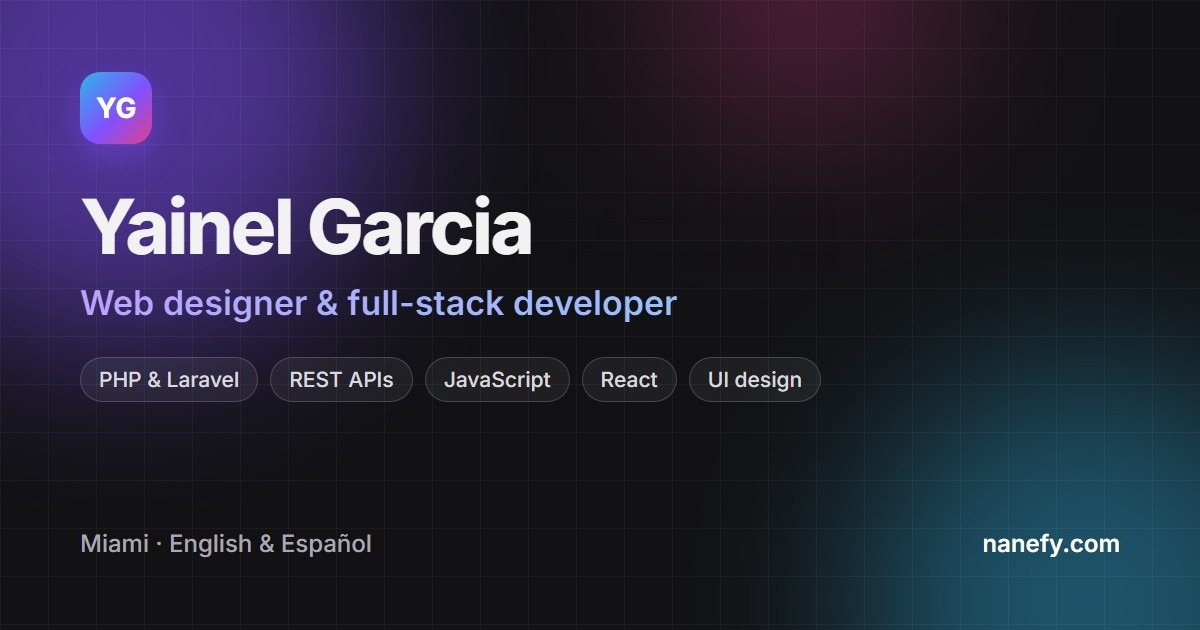 YG
Yainel Garcia
Web designer & full-stack developer
PHP & Laravel REST APIs JavaScript React UI design
Miami · English & Español nanefy.com